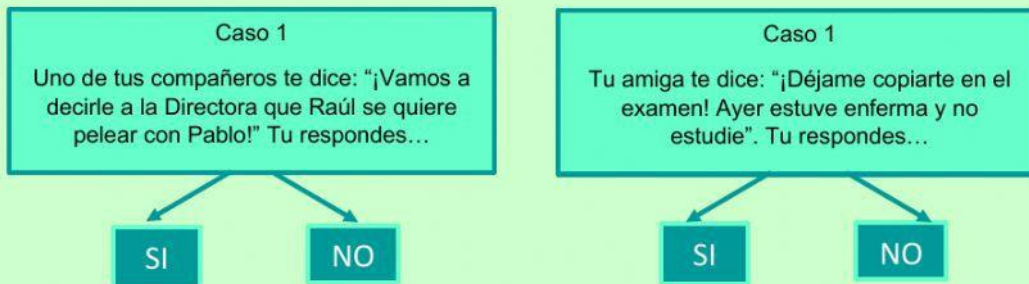 Caso 1
Uno de tus compañeros te dice: “¡Vamos a
decirle a la Directora que Raúl se quiere
pelear con Pablo!” Tu respondes…
SI
NO
Caso 1
Tu amiga te dice: “¡Déjame copiarte en el
examen! Ayer estuve enferma y no
estudie”. Tu respondes…
SI
NO